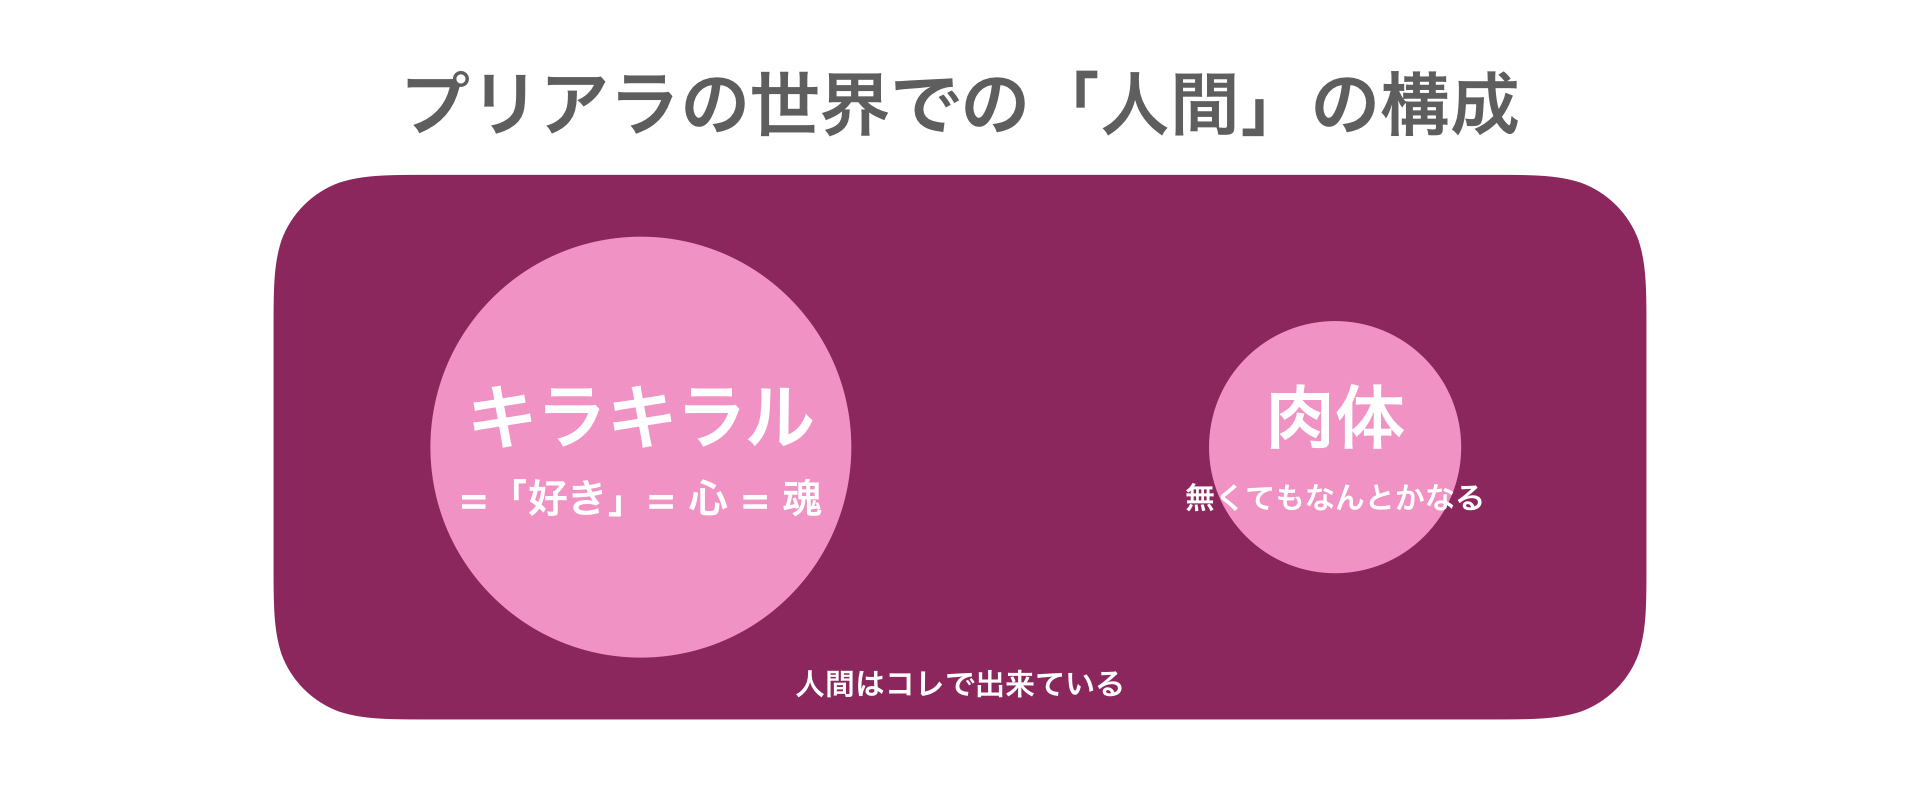 プリアラの世界での「人間」の構成
キラキラル
=「好き」= 心 = 魂
肉体
無くてもなんとかなる
人間はコレで出来ている